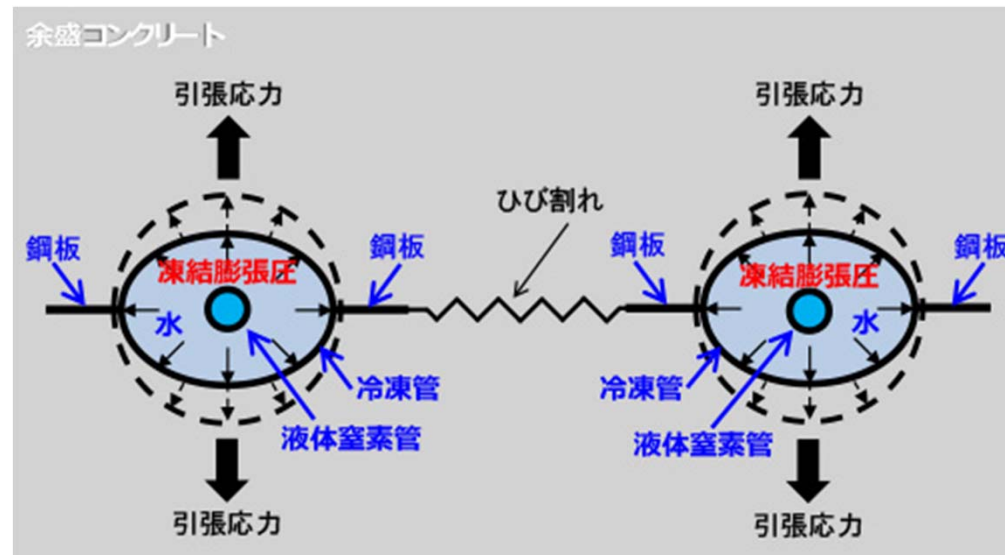 余盛コンクリート
引張応力
引張応力
ひび割れ
鋼板
鋼板
鋼板
鋼板
凍結膨張圧
凍結膨張圧
水
水
冷凍管
冷凍管
液体窒素管
液体窒素管
引張応力
引張応力